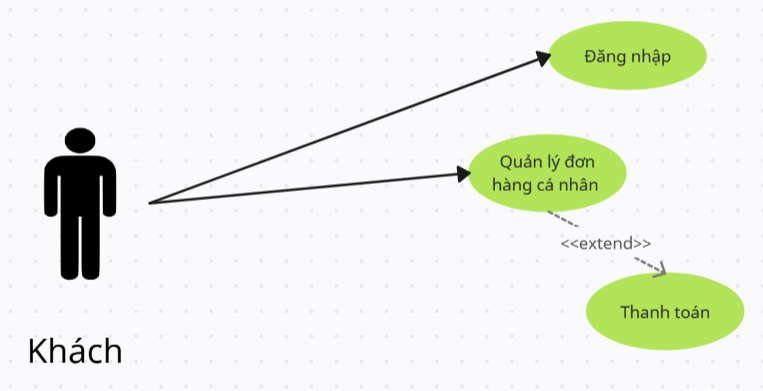 Đăng nhập
Quản lý đơn
hàng cá nhân
<<extend>>
Thanh toán
Khách